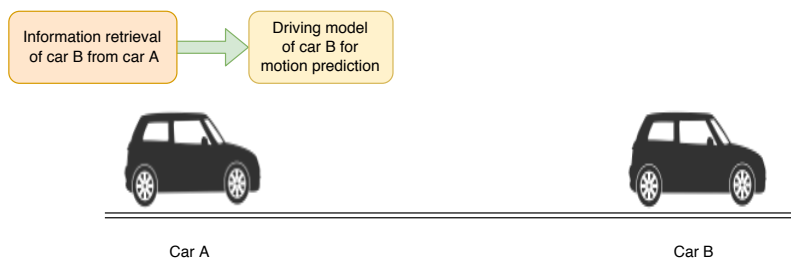 Information retrieval
of car B from car A
Driving model
of car B for
motion prediction
Car A
Car B